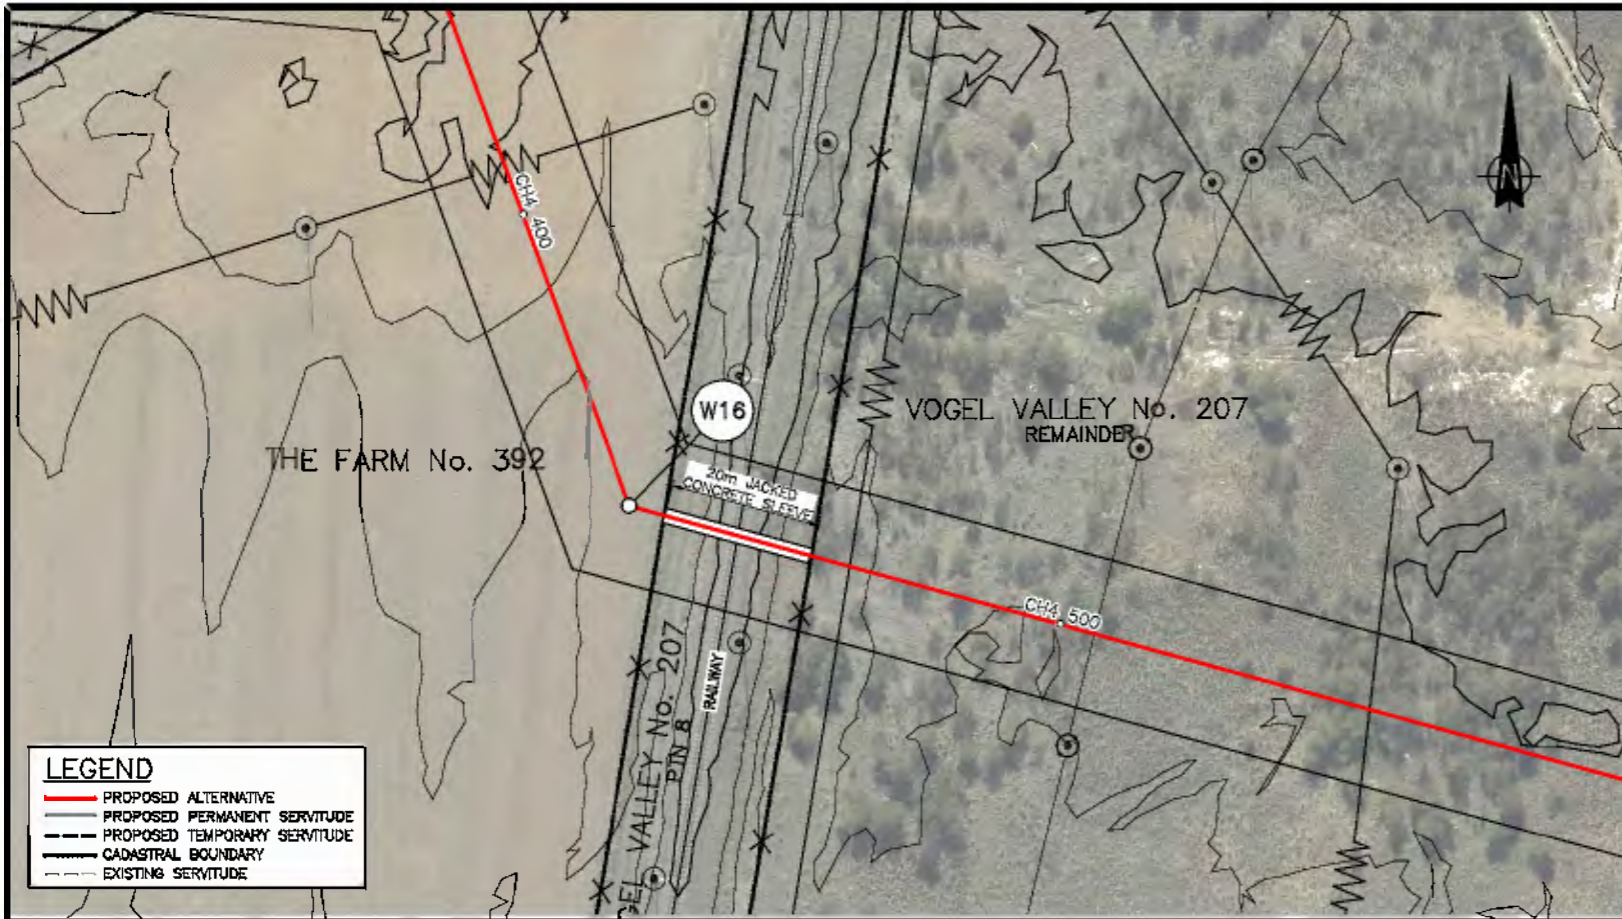 CH4 400
N
W16
VOGEL VALLEY No. 207
REMAINDER
THE FARM No. 392
20m JACKED
CONCRETE SLEEVE
CH4 500
GEL VALLEY No. 207
PTN 8
RAILWAY
LEGEND
PROPOSED ALTERNATIVE
PROPOSED PERMANENT SERVITUDE
PROPOSED TEMPORARY SERVITUDE
CADASTRAL BOUNDARY
EXISTING SERVITUDE